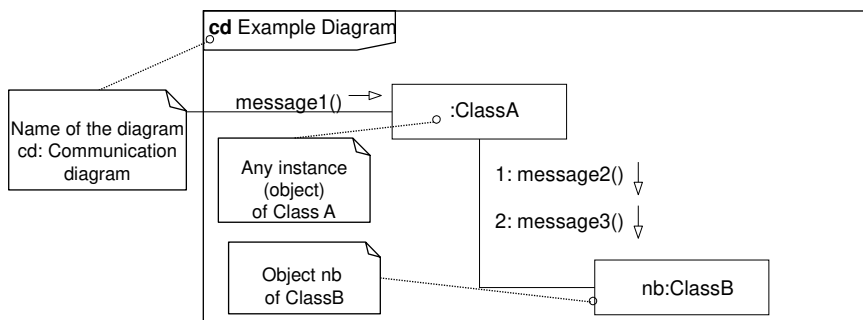 cd Example Diagram
message1()
:ClassA
Name of the diagram
cd: Communication
diagram
Any instance
(object)
of Class A
1: message2()
2: message3()
Object nb
of ClassB
nb:ClassB